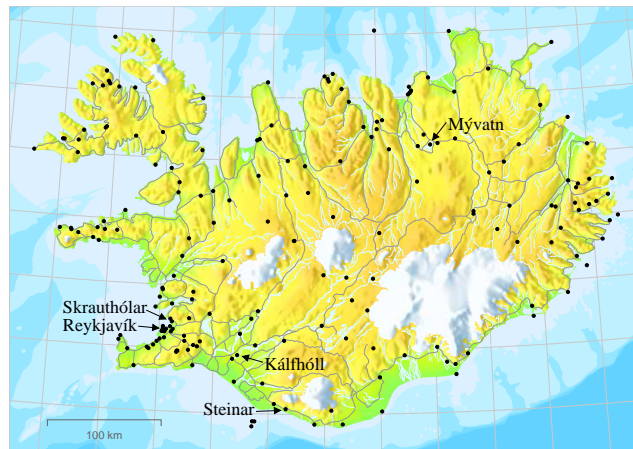 Mývatn
Skrauthólar
Reykjavík
Kálfhóll
Steinar
100 km